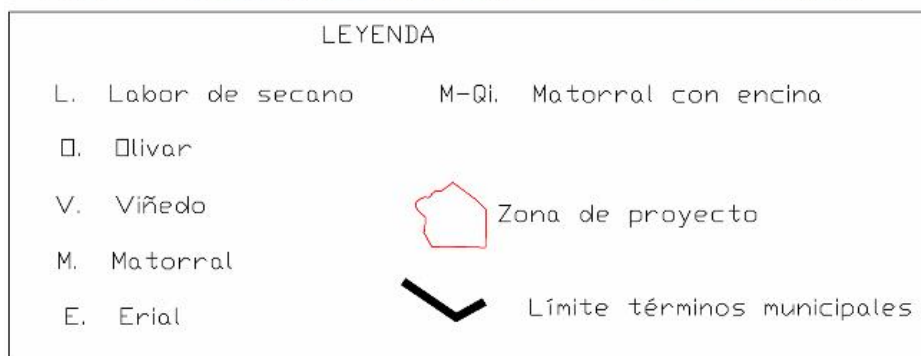 LEYENDA
L. Labor de secano
M-Qi. Matorral con encina
O. Olivar
V. Viñedo
Zona de proyecto
M. Matorral
E. Erial
Límite términos municipales